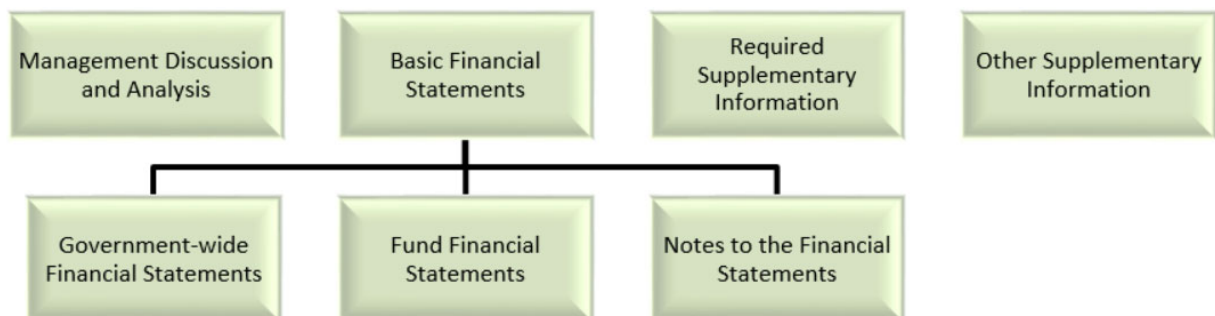 Management Discussion
and Analysis
Basic Financial
Statements
Required
Supplementary
Information
Other Supplementary
Information
Government-wide
Financial Statements
Fund Financial
Statements
Notes to the Financial
Statements